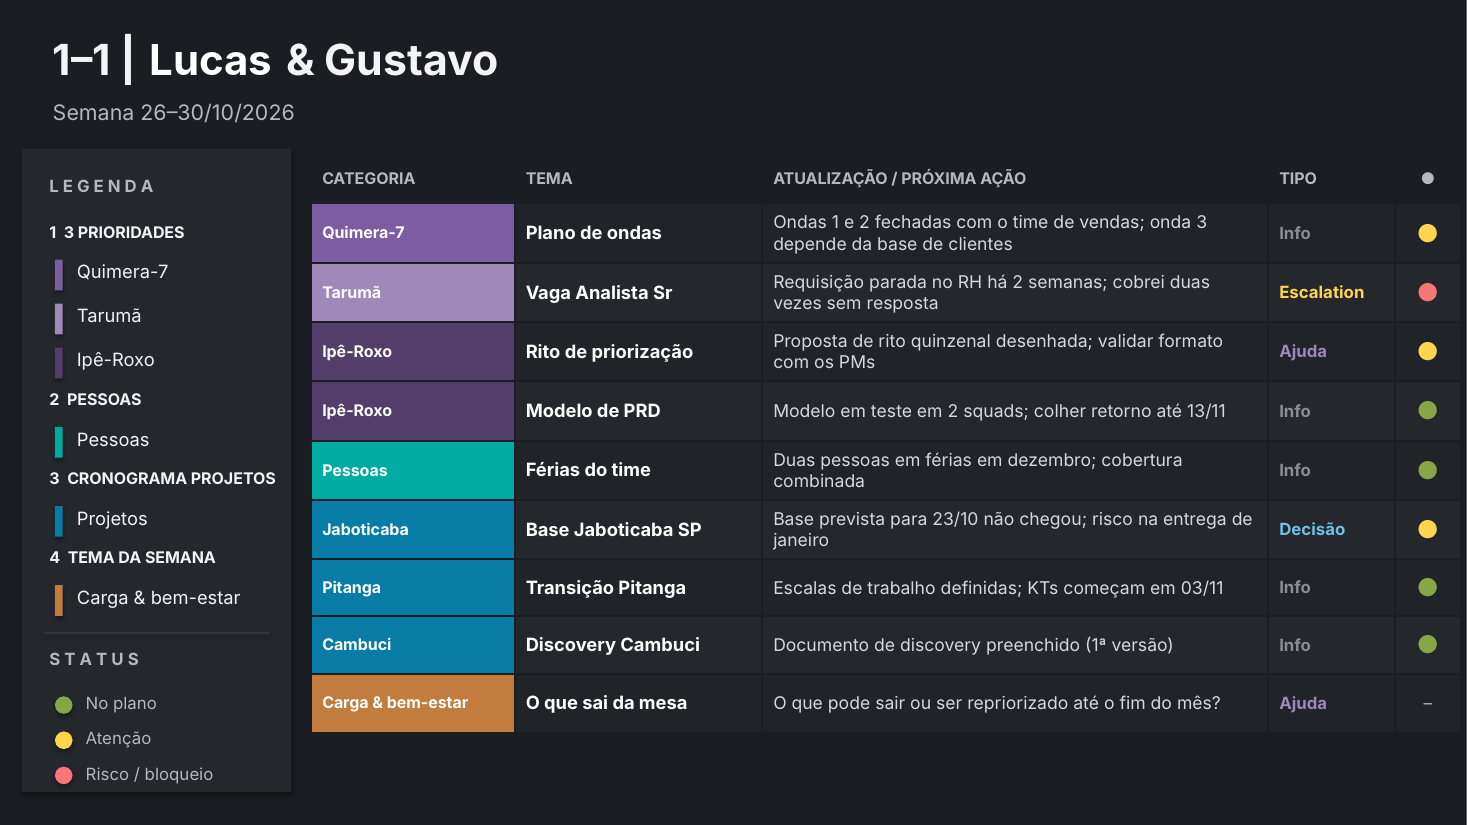 1–1 | Lucas & Gustavo
Semana 26–30/10/2026
LEGENDA
1 3 PRIORIDADES
Quimera-7
Tarumã
Ipê-Roxo
2 PESSOAS
Pessoas
3 CRONOGRAMA PROJETOS
Projetos
4 TEMA DA SEMANA
Carga & bem-estar
STATUS
No plano
Atenção
Risco / bloqueio
CATEGORIA TEMA ATUALIZAÇÃO / PRÓXIMA AÇÃO TIPO ●
Quimera-7 Plano de ondas Ondas 1 e 2 fechadas com o time de vendas; onda 3
depende da base de clientes Info
Tarumã Vaga Analista Sr Requisição parada no RH há 2 semanas; cobrei duas
vezes sem resposta Escalation
Ipê-Roxo Rito de priorização Proposta de rito quinzenal desenhada; validar formato
com os PMs Ajuda
Ipê-Roxo Modelo de PRD Modelo em teste em 2 squads; colher retorno até 13/11 Info
Pessoas Férias do time Duas pessoas em férias em dezembro; cobertura
combinada Info
Jaboticaba Base Jaboticaba SP Base prevista para 23/10 não chegou; risco na entrega de
janeiro Decisão
Pitanga Transição Pitanga Escalas de trabalho definidas; KTs começam em 03/11 Info
Cambuci Discovery Cambuci Documento de discovery preenchido (1ª versão) Info
Carga & bem-estar O que sai da mesa O que pode sair ou ser repriorizado até o fim do mês? Ajuda –